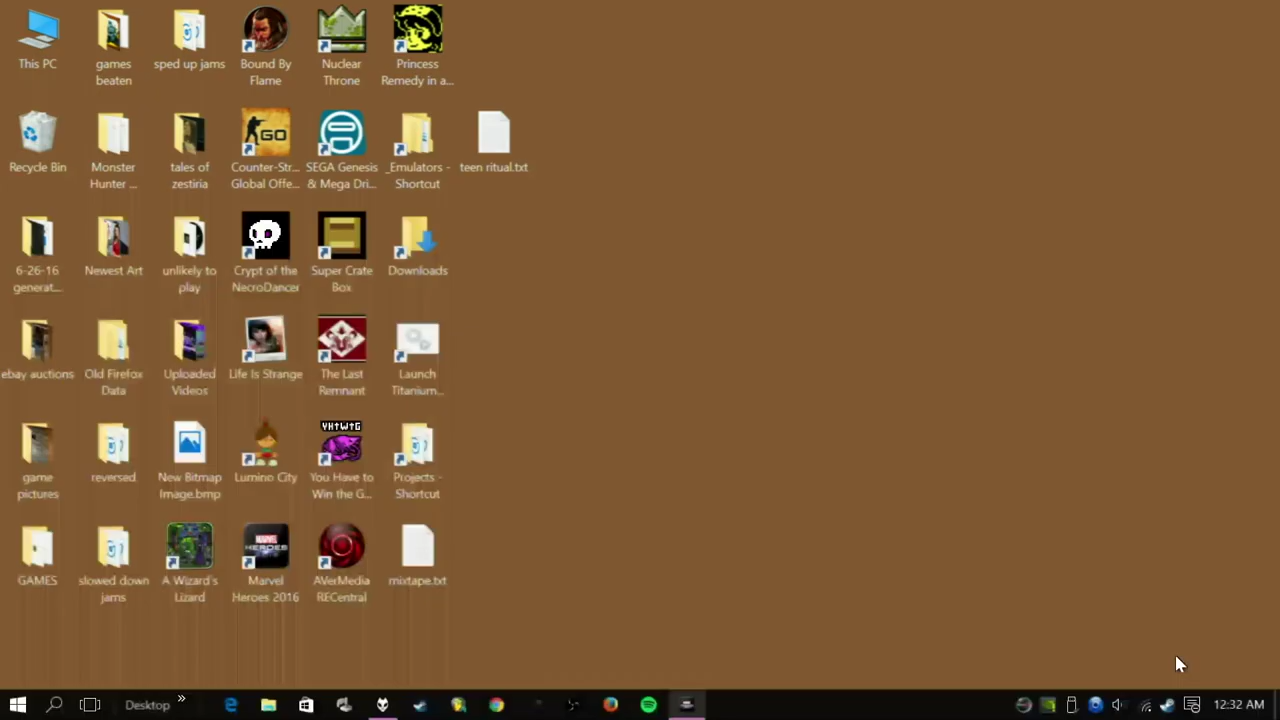 This PC
games
beaten
sped up jams
Bound By
Flame
Nuclear
Throne
Princess
Remedy in a...
Recycle Bin
Monster
Hunter ...
tales of
zestiria
GO
Counter-Str...
Global Offe...
SEGA Genesis
& Mega Dri...
_Emulators -
Shortcut
teen ritual.txt
6-26-16
generat...
Newest Art
unlikely to
play
Crypt of the
NecroDancer
Super Crate
Box
Downloads
ebay auctions
Old Firefox
Data
Uploaded
Videos
Life Is Strange
The Last
Remnant
Launch
Titanium...
game
pictures
reversed
New Bitmap
Image.bmp
Lumino City
YHtWtG
You Have to
Win the G...
Projects -
Shortcut
GAMES
slowed down
jams
A Wizard's
Lizard
MARVEL
HEROES
Marvel
Heroes 2016
AVerMedia
RECentral
mixtape.txt
Desktop
12:32 AM